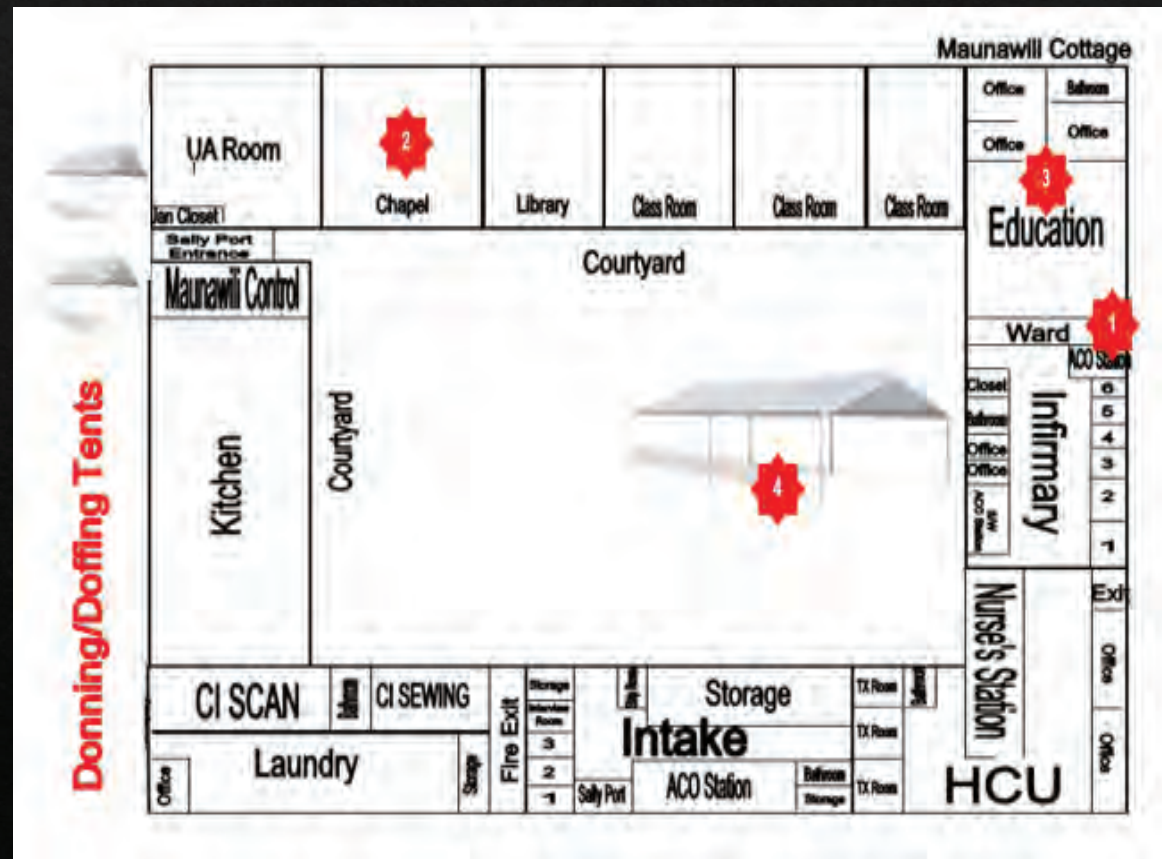 Maunawili Cottage
Office
Bathroom
Office
Office
UA Room
2
3
Jan Closet
Chapel
Library
Class Room
Class Room
Class Room
Education
Sally Port
Entrance
Maunawili Control
Courtyard
1
Ward
ACO Station
Closet
Bathroom
Office
Office
ACO Station
Infirmary
6
5
4
3
2
1
Donning/Doffing Tents
Kitchen
Courtyard
4
Nurse's Station
Exit
Office
Office
HCU
CI SCAN
Bathroom
CI SEWING
Laundry
Office
Storage
Fire Exit
Storage
Interview
Room
3
2
1
Storage
Intake
Sally Port
ACO Station
Bathroom
Storage
TX Room
TX Room
TX Room
Bathroom